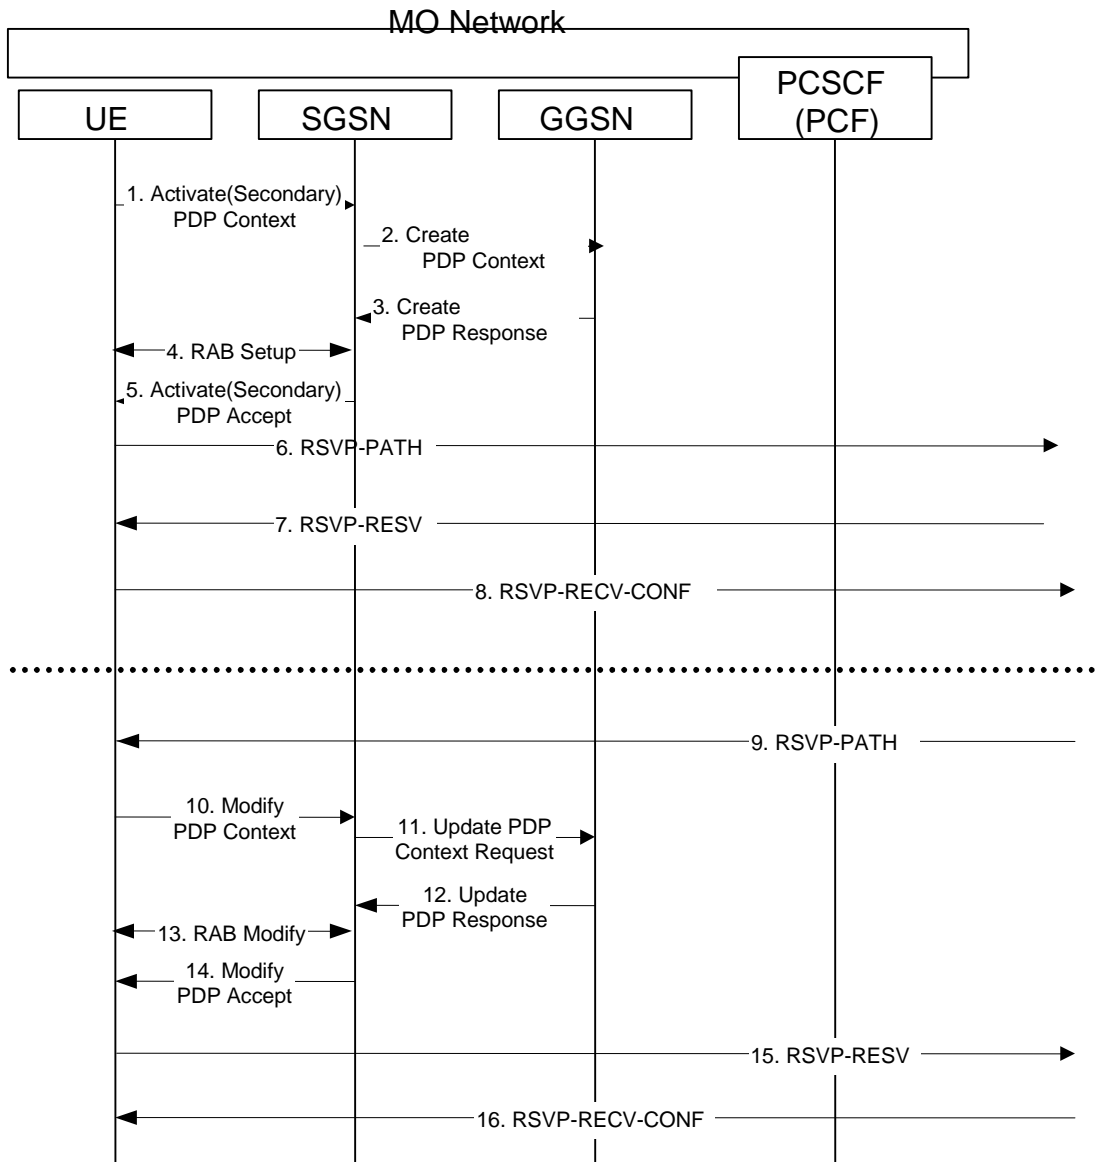 MO Network
UE
SGSN
GGSN
PCSCF
(PCF)
1. Activate(Secondary)
PDP Context
2. Create
PDP Context
3. Create
PDP Response
4. RAB Setup
5. Activate(Secondary)
PDP Accept
6. RSVP-PATH
7. RSVP-RESV
8. RSVP-RECV-CONF
9. RSVP-PATH
10. Modify
PDP Context
11. Update PDP
Context Request
12. Update
PDP Response
13. RAB Modify
14. Modify
PDP Accept
15. RSVP-RESV
16. RSVP-RECV-CONF